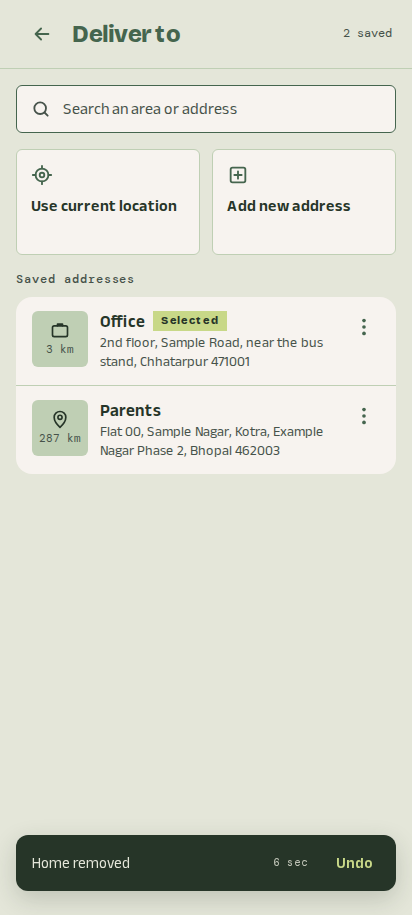 Deliver to
2 saved
Search an area or address
Use current location
Add new address
Saved addresses
Office
Selected
3 km
2nd floor, Sample Road, near the bus
stand, Chhatarpur 471001
Parents
287 km
Flat 00, Sample Nagar, Kotra, Example
Nagar Phase 2, Bhopal 462003
Home removed
6 sec
Undo